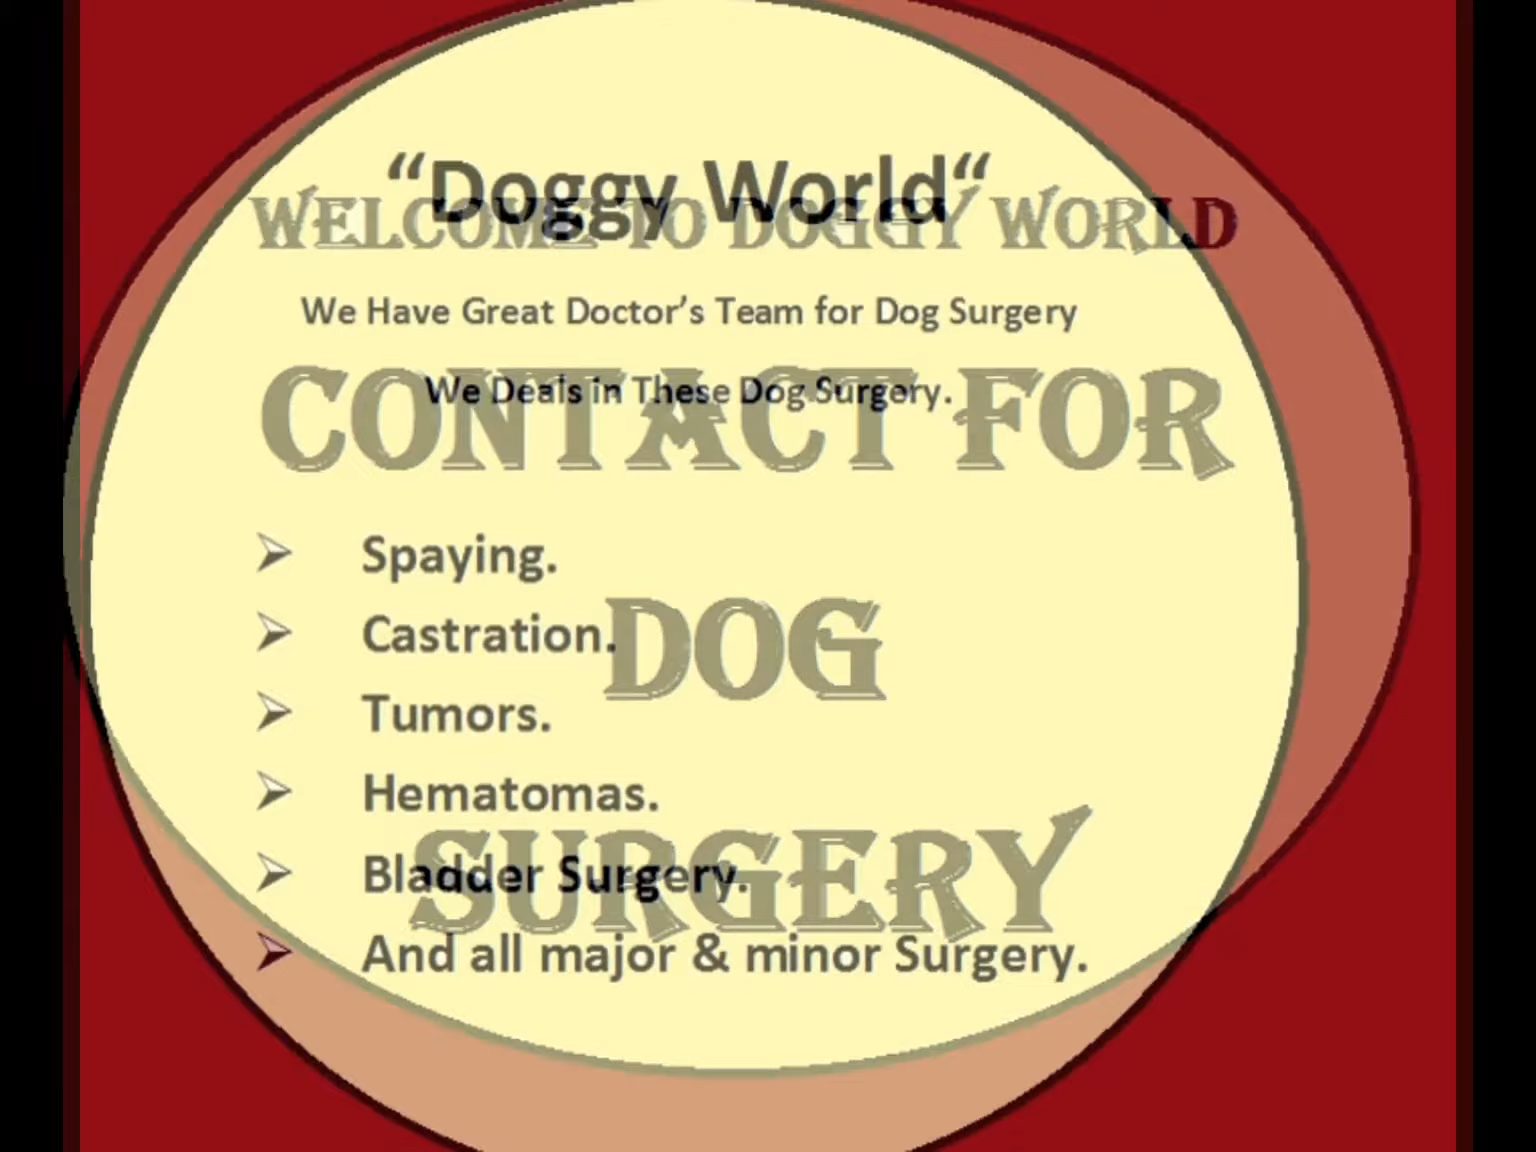 “Doggy World“
WELCOME TO DOGGY WORLD
We Have Great Doctor’s Team for Dog Surgery
We Deals in These Dog Surgery.
CONTACT FOR
➢ Spaying.
➢ Castration.
DOG
➢ Tumors.
➢ Hematomas.
➢ Bladder Surgery.
SURGERY
➢ And all major & minor Surgery.